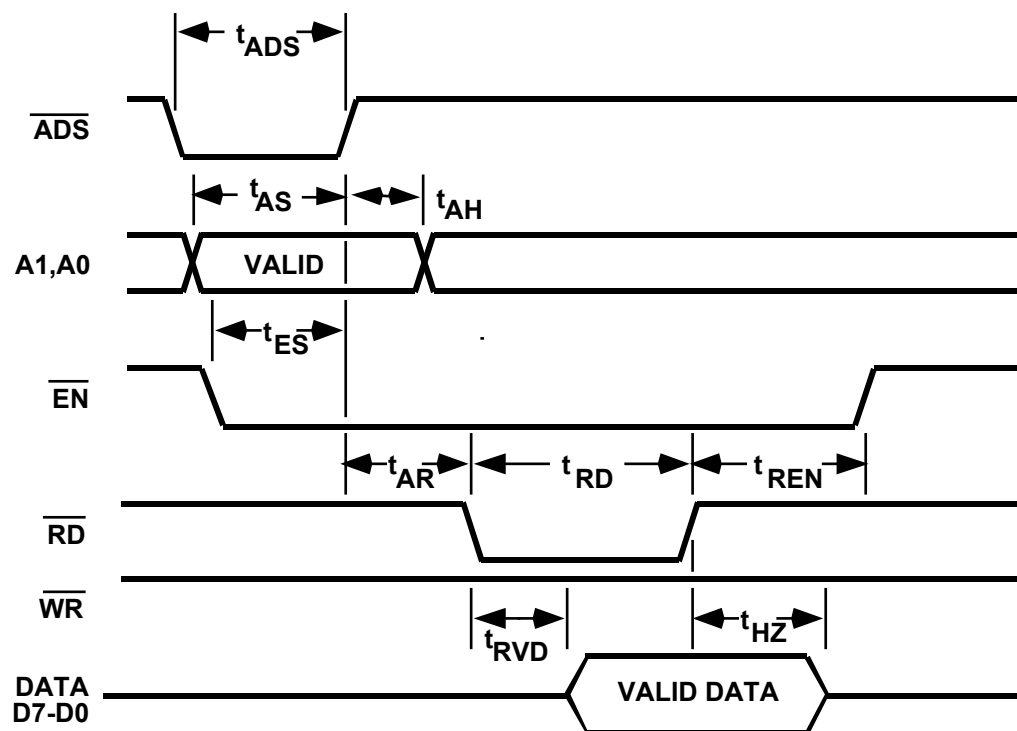 tADS
ADS
tAS
tAH
A1,A0
VALID
tES
EN
tAR
tRD
tREN
RD
WR
tRVD
tHZ
DATA
D7-D0
VALID DATA